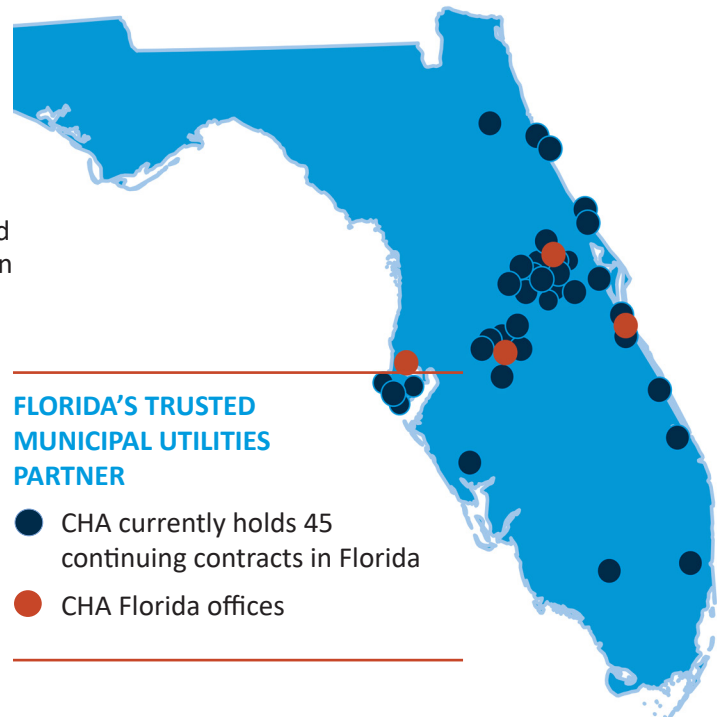 d
n
FLORIDA'S TRUSTED
MUNICIPAL UTILITIES
PARTNER
CHA currently holds 45
continuing contracts in Florida
CHA Florida offices